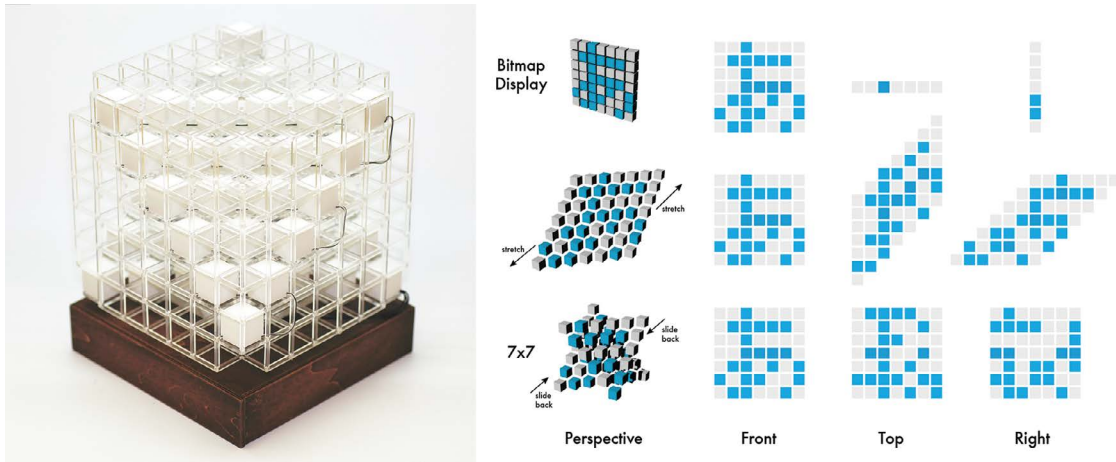 Bitmap
Display
stretch
stretch
7x7
slide
back
slide
back
Perspective
Front
Top
Right